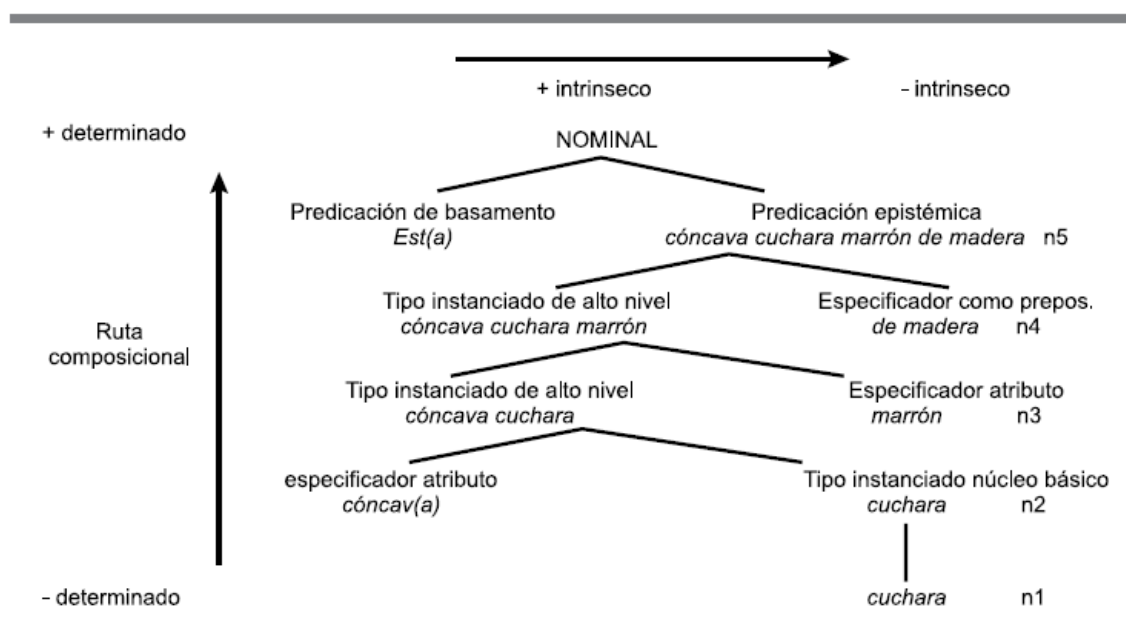 + intrinseco - intrinseco
+ determinado
NOMINAL
Predicación de basamento Predicación epistémica
Est(a) cóncava cuchara marrón de madera n5
Tipo instanciado de alto nivel Especificador como prepos.
cóncava cuchara marrón de madera n4
Ruta
composicional
Tipo instanciado de alto nivel Especificador atributo
cóncava cuchara marrón n3
especificador atributo Tipo instanciado núcleo básico
cóncav(a) cuchara n2
- determinado cuchara n1